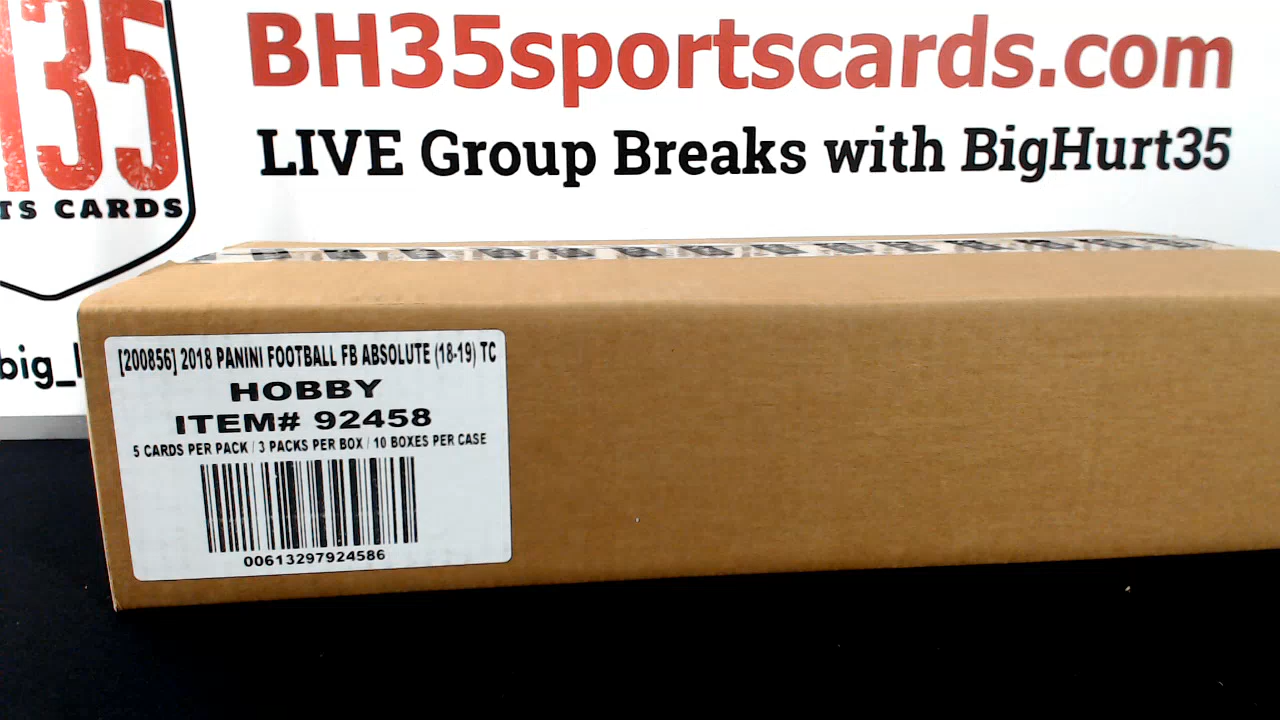 BH35sportscards.com
LIVE Group Breaks with BigHurt35
135
TS CARDS
big_
[200856] 2018 PANINI FOOTBALL FB ABSOLUTE (18-19) TC
HOBBY
ITEM# 92458
5 CARDS PER PACK / 3 PACKS PER BOX / 10 BOXES PER CASE
00613297924586